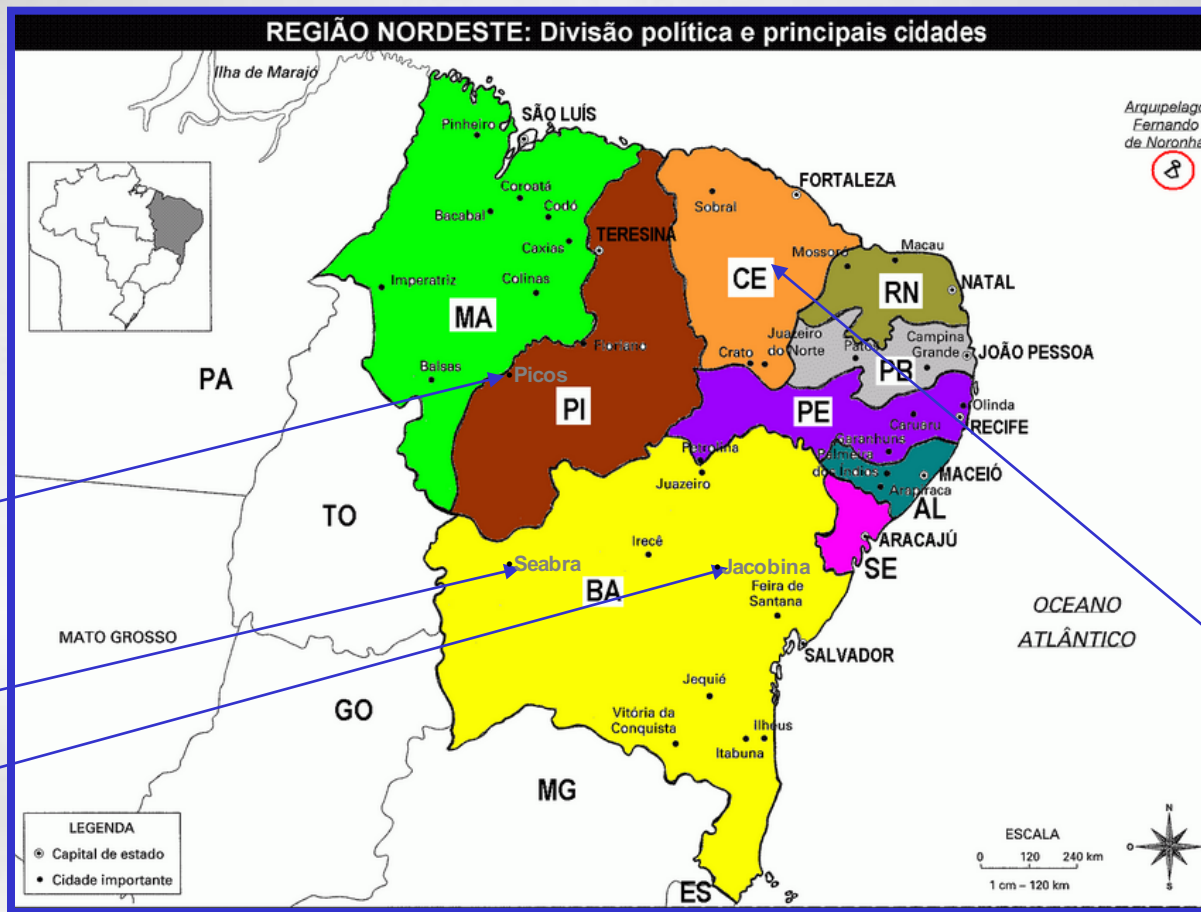 REGIÃO NORDESTE: Divisão política e principais cidades
Ilha de Marajó
Arquipelago
Fernando
de Noronha
SÃO LUÍS
Pinheiro
Coroatá
Bacabal
Codó
Caxias
TERESINA
Imperatriz
Colinas
MA
Balsas
Floriano
Picos
PI
Sobral
FORTALEZA
CE
Mossoró
Macau
RN
NATAL
Crato
Juazeiro
do Norte
Patos
Campina
Grande
PB
JOÃO PESSOA
PE
Olinda
Caruaru
RECIFE
Garanhuns
Petrolina
Juazeiro
Palmeira
dos Índios
MACEIÓ
Arapiraca
AL
ARACAJÚ
SE
PA
TO
Irecê
Seabra
Jacobina
BA
Feira de
Santana
SALVADOR
OCEANO
ATLÂNTICO
MATO GROSSO
GO
Jequié
Vitória da
Conquista
Ilhéus
Itabuna
MG
ES
LEGENDA
Capital de estado
Cidade importante
ESCALA
0 120 240 km
1 cm – 120 km
N
O
S